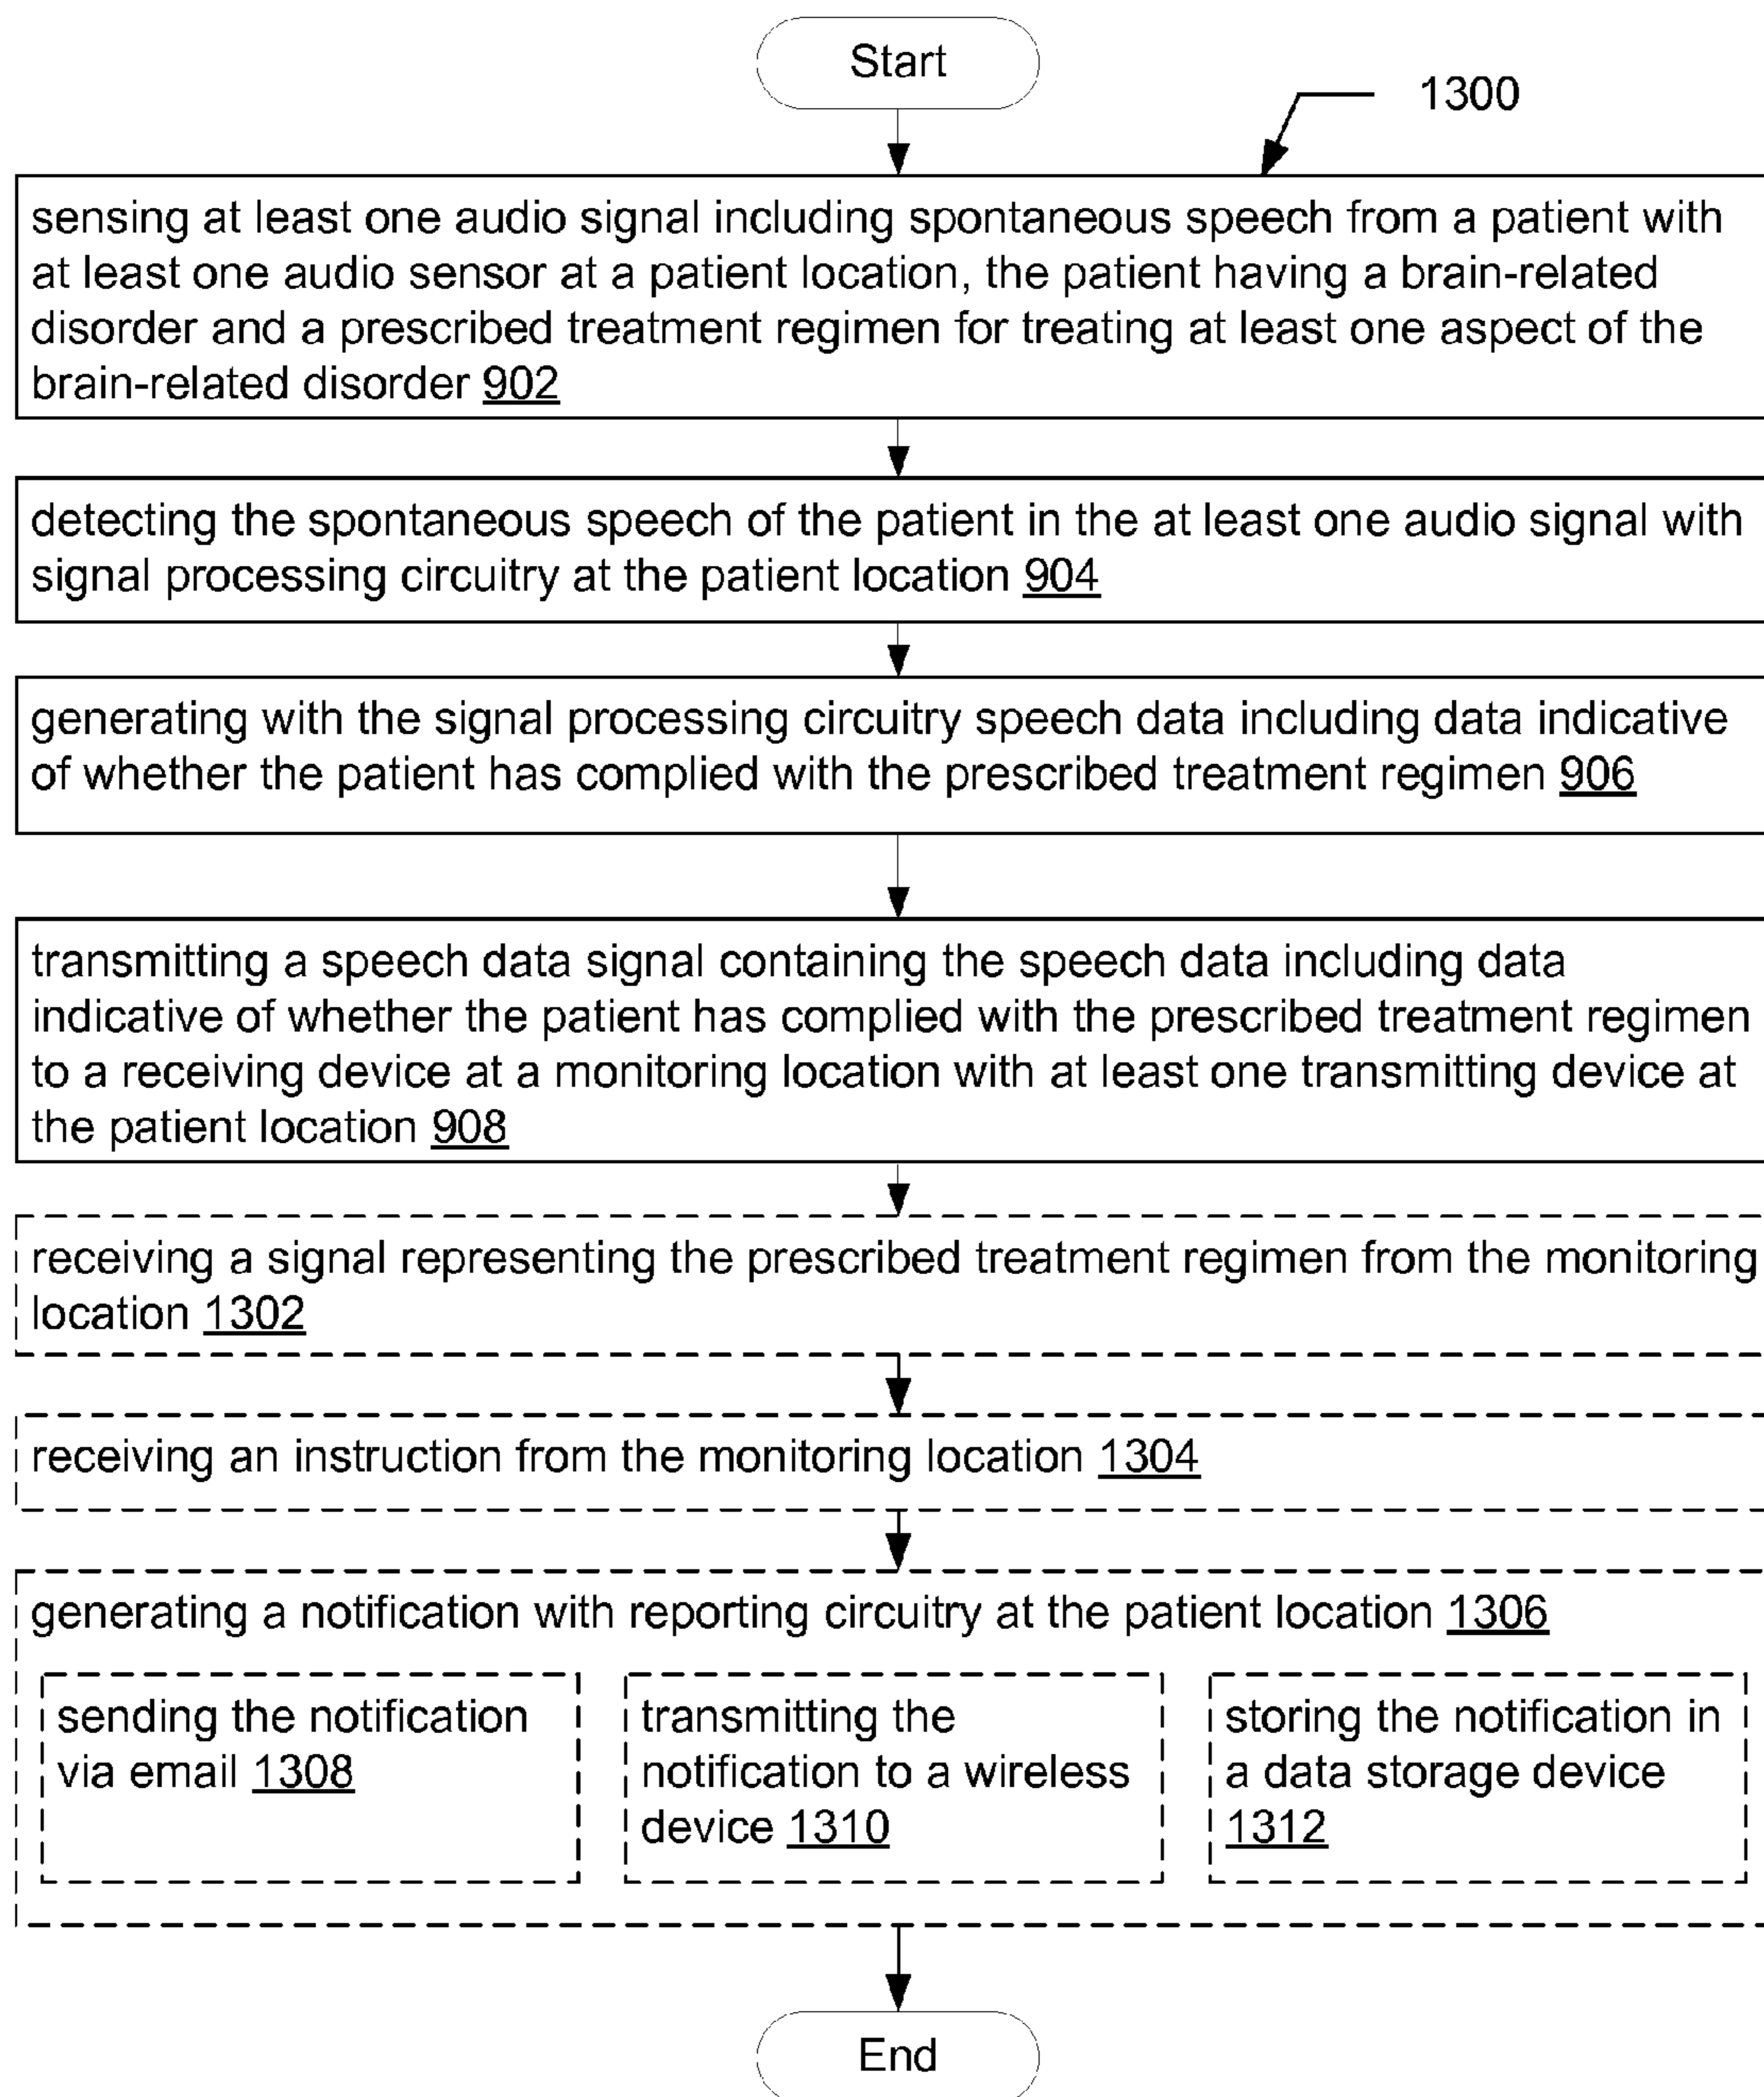 Start
1300
sensing at least one audio signal including spontaneous speech from a patient with
at least one audio sensor at a patient location, the patient having a brain-related
disorder and a prescribed treatment regimen for treating at least one aspect of the
brain-related disorder 902
detecting the spontaneous speech of the patient in the at least one audio signal with
signal processing circuitry at the patient location 904
generating with the signal processing circuitry speech data including data indicative
of whether the patient has complied with the prescribed treatment regimen 906
transmitting a speech data signal containing the speech data including data
indicative of whether the patient has complied with the prescribed treatment regimen
to a receiving device at a monitoring location with at least one transmitting device at
the patient location 908
receiving a signal representing the prescribed treatment regimen from the monitoring
location 1302
receiving an instruction from the monitoring location 1304
generating a notification with reporting circuitry at the patient location 1306
sending the notification
via email 1308
transmitting the
notification to a wireless
device 1310
storing the notification in
a data storage device
1312
End